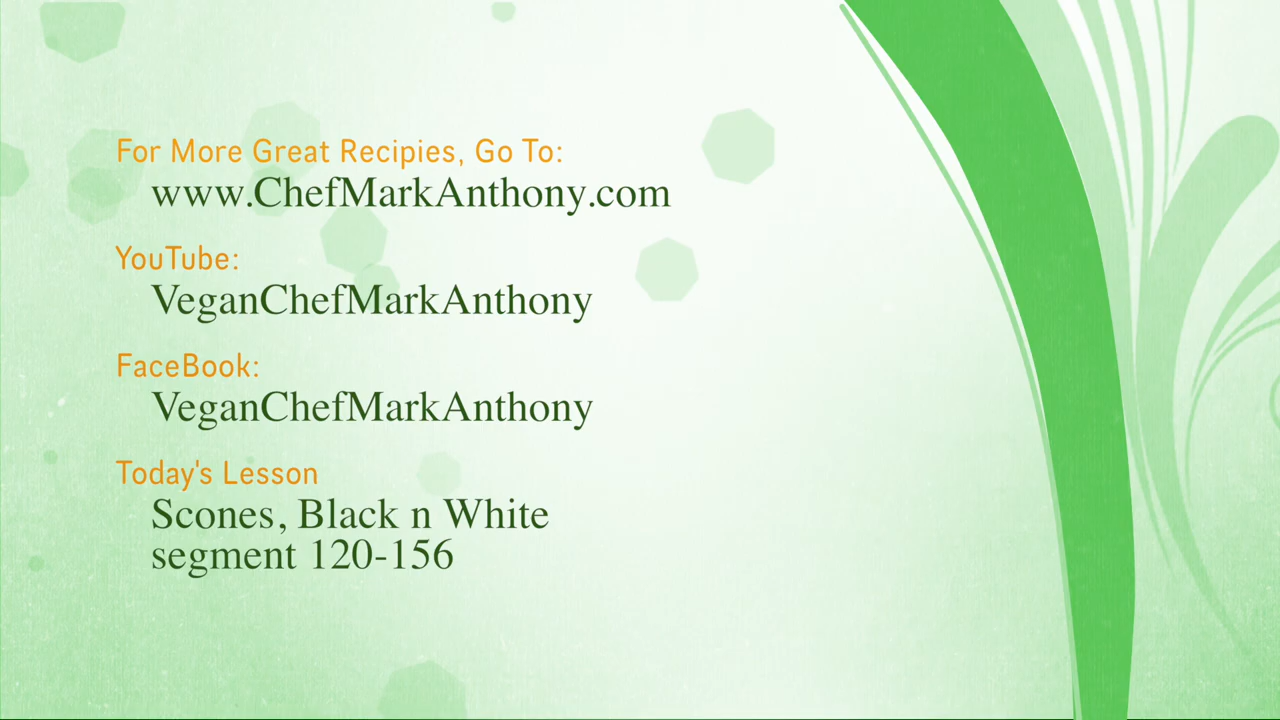 For More Great Recipies, Go To:
www.ChefMarkAnthony.com
YouTube:
VeganChefMarkAnthony
FaceBook:
VeganChefMarkAnthony
Today's Lesson
Scones, Black n White
segment 120-156